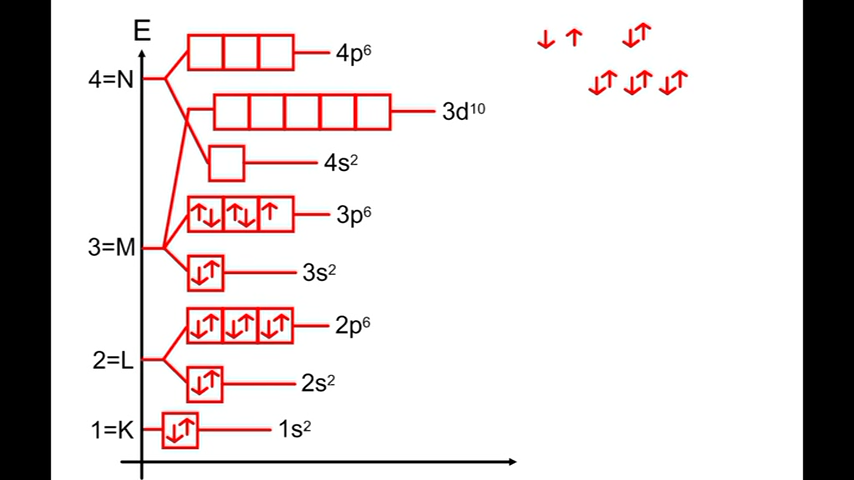 E
4=N
4p⁶
3d¹⁰
4s²
3p⁶
3=M
3s²
2p⁶
2=L
2s²
1=K
1s²